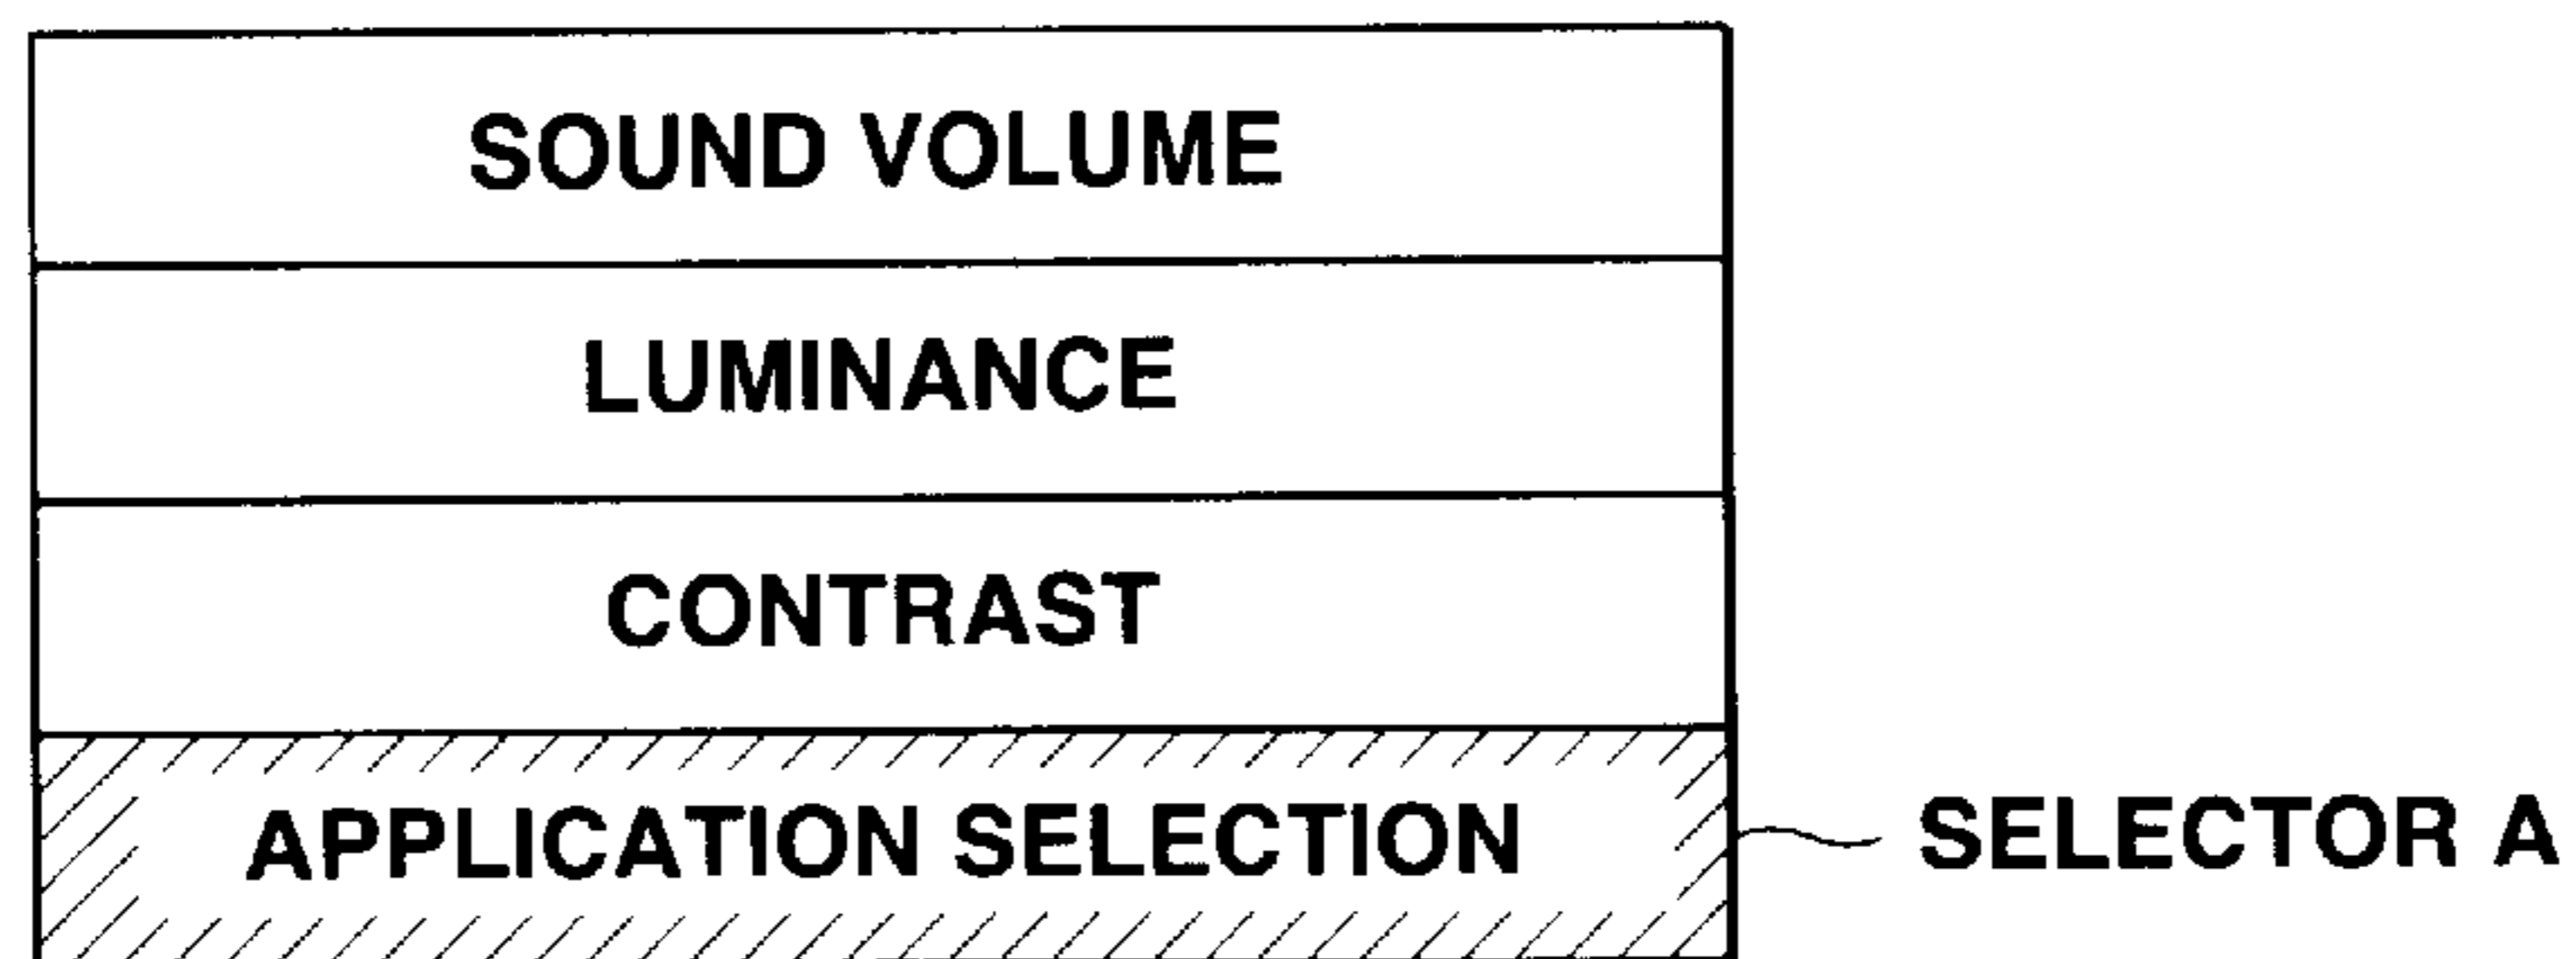 SOUND VOLUME
LUMINANCE
CONTRAST
APPLICATION SELECTION
SELECTOR A